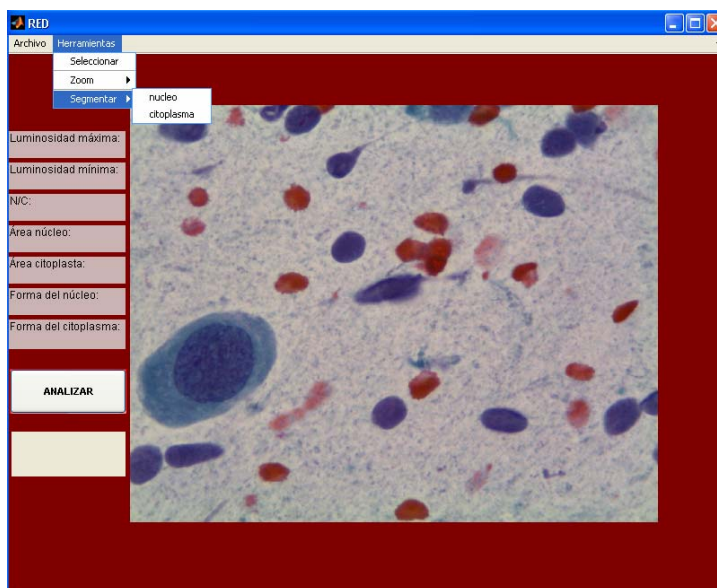 RED
Archivo Herramientas
Seleccionar
Zoom
Segmentar
nucleo
citoplasma
Luminosidad máxima:
Luminosidad mínima:
N/C:
Área núcleo:
Área citoplasta:
Forma del núcleo:
Forma del citoplasma:
ANALIZAR